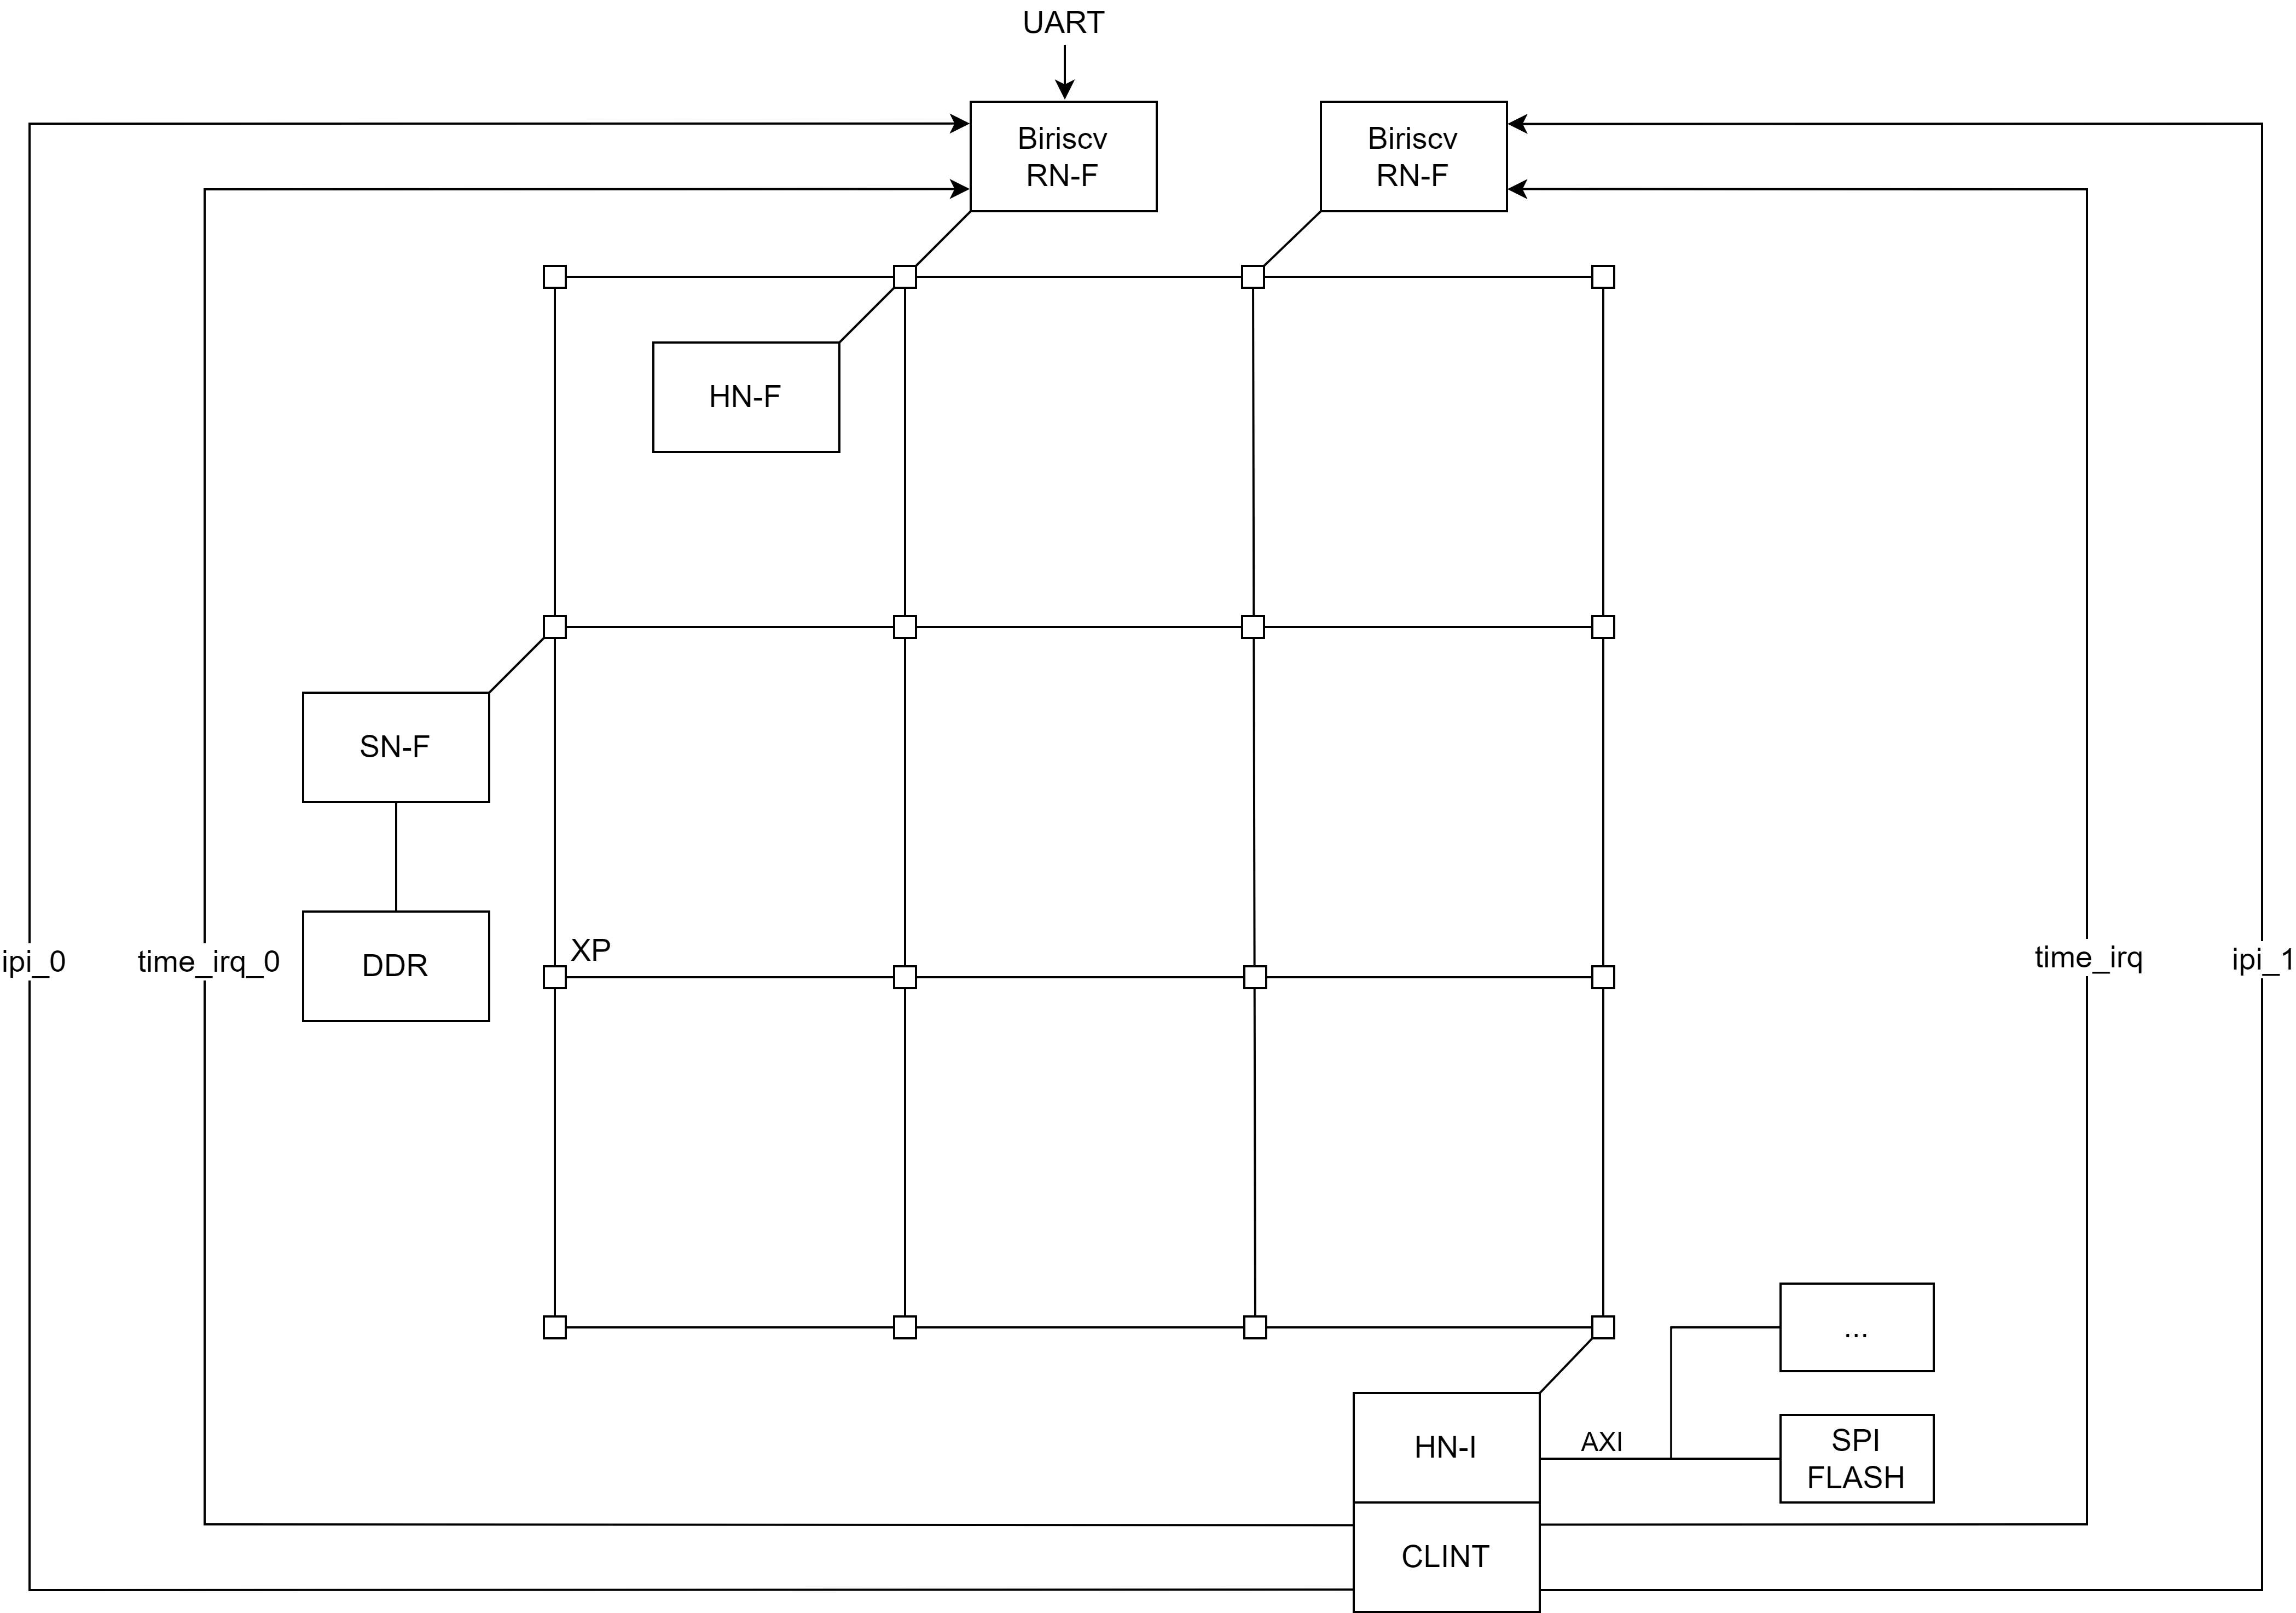 UART
Biriscv
RN-F
Biriscv
RN-F
HN-F
SN-F
XP
ipi_0
time_irq_0
DDR
time_irq
ipi_1
...
HN-I
AXI
SPI
FLASH
CLINT